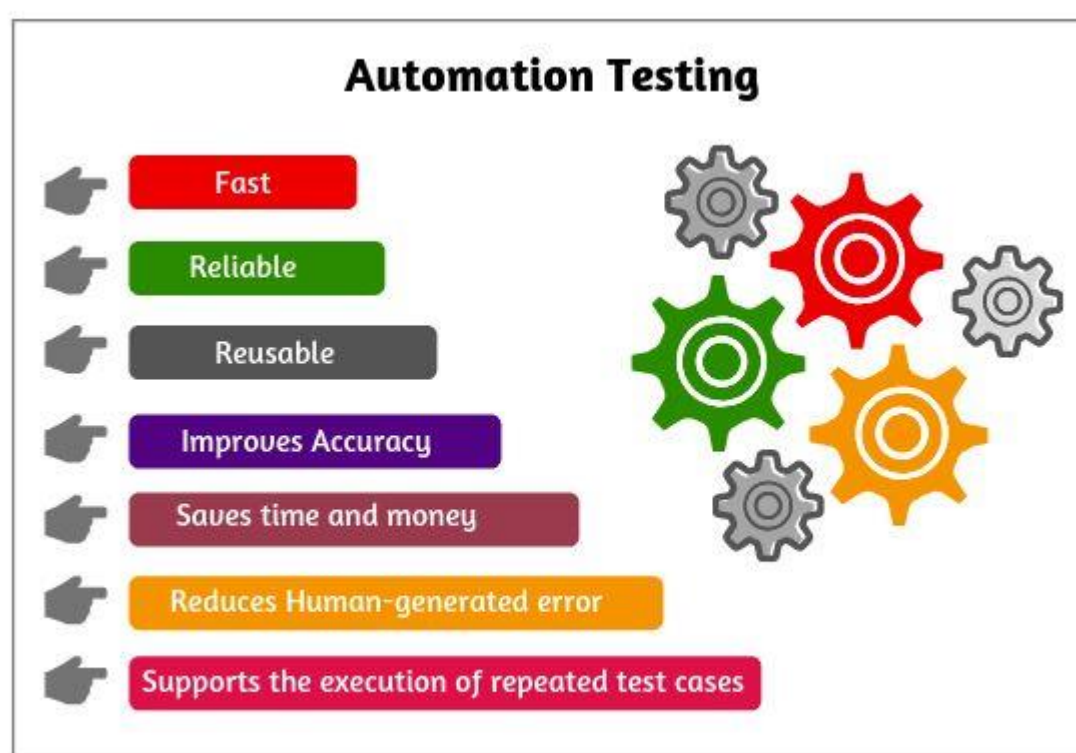 Automation Testing
Fast
Reliable
Reusable
Improves Accuracy
Saves time and money
Reduces Human-generated error
Supports the execution of repeated test cases